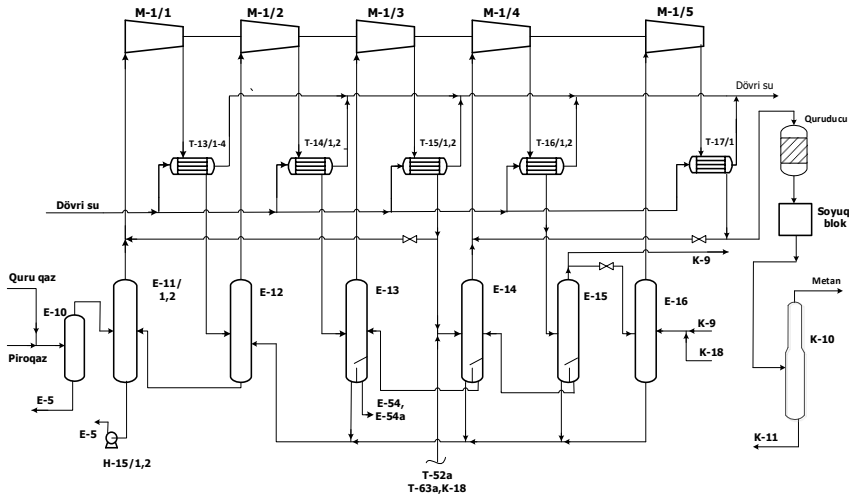 M-1/1
M-1/2
M-1/3
M-1/4
M-1/5
Dövri su
Quruducu
T-13/1-4
T-14/1,2
T-15/1,2
T-16/1,2
T-17/1
Dövri su
Soyuq
blok
K-9
Quru qaz
E-10
E-11/
1,2
E-12
E-13
E-14
E-15
E-16
Metan
K-9
K-10
Piroqaz
K-18
E-5
E-54,
E-54a
E-5
K-11
H-15/1,2
T-52a
T-63a,K-18